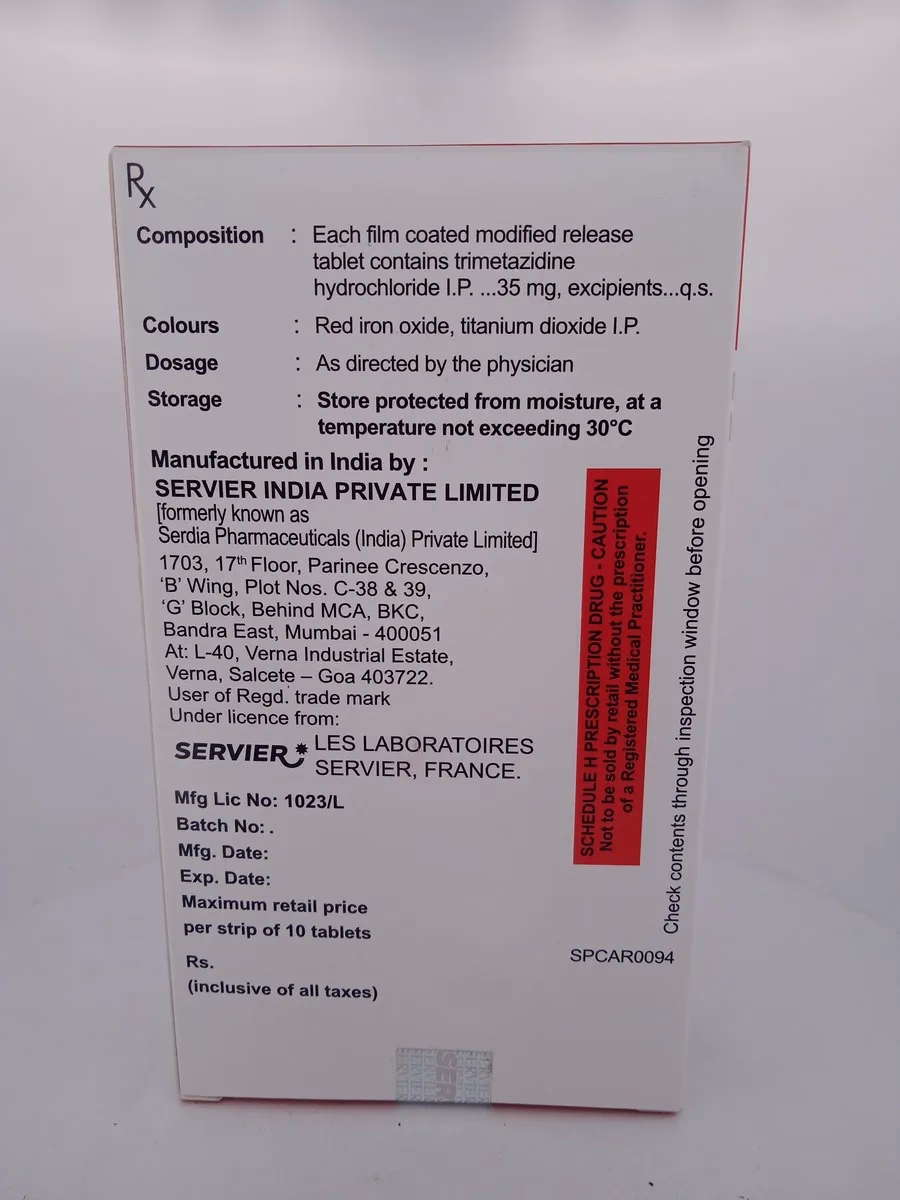 Rx
Composition : Each film coated modified release
tablet contains trimetazidine
hydrochloride I.P. ...35 mg, excipients...q.s.
Colours : Red iron oxide, titanium dioxide I.P.
Dosage : As directed by the physician
Storage : Store protected from moisture, at a
temperature not exceeding 30°C
Manufactured in India by :
SERVIER INDIA PRIVATE LIMITED
[formerly known as
Serdia Pharmaceuticals (India) Private Limited]
1703, 17th Floor, Parinee Crescenzo,
‘B’ Wing, Plot Nos. C-38 & 39,
‘G’ Block, Behind MCA, BKC,
Bandra East, Mumbai - 400051
At: L-40, Verna Industrial Estate,
Verna, Salcete – Goa 403722.
User of Regd. trade mark
Under licence from:
SERVIER LES LABORATOIRES
SERVIER, FRANCE.
Mfg Lic No: 1023/L
Batch No: .
Mfg. Date:
Exp. Date:
Maximum retail price
per strip of 10 tablets
Rs.
(inclusive of all taxes)
SCHEDULE H PRESCRIPTION DRUG - CAUTION
Not to be sold by retail without the prescription
of a Registered Medical Practitioner.
Check contents through inspection window before opening
SPCAR0094